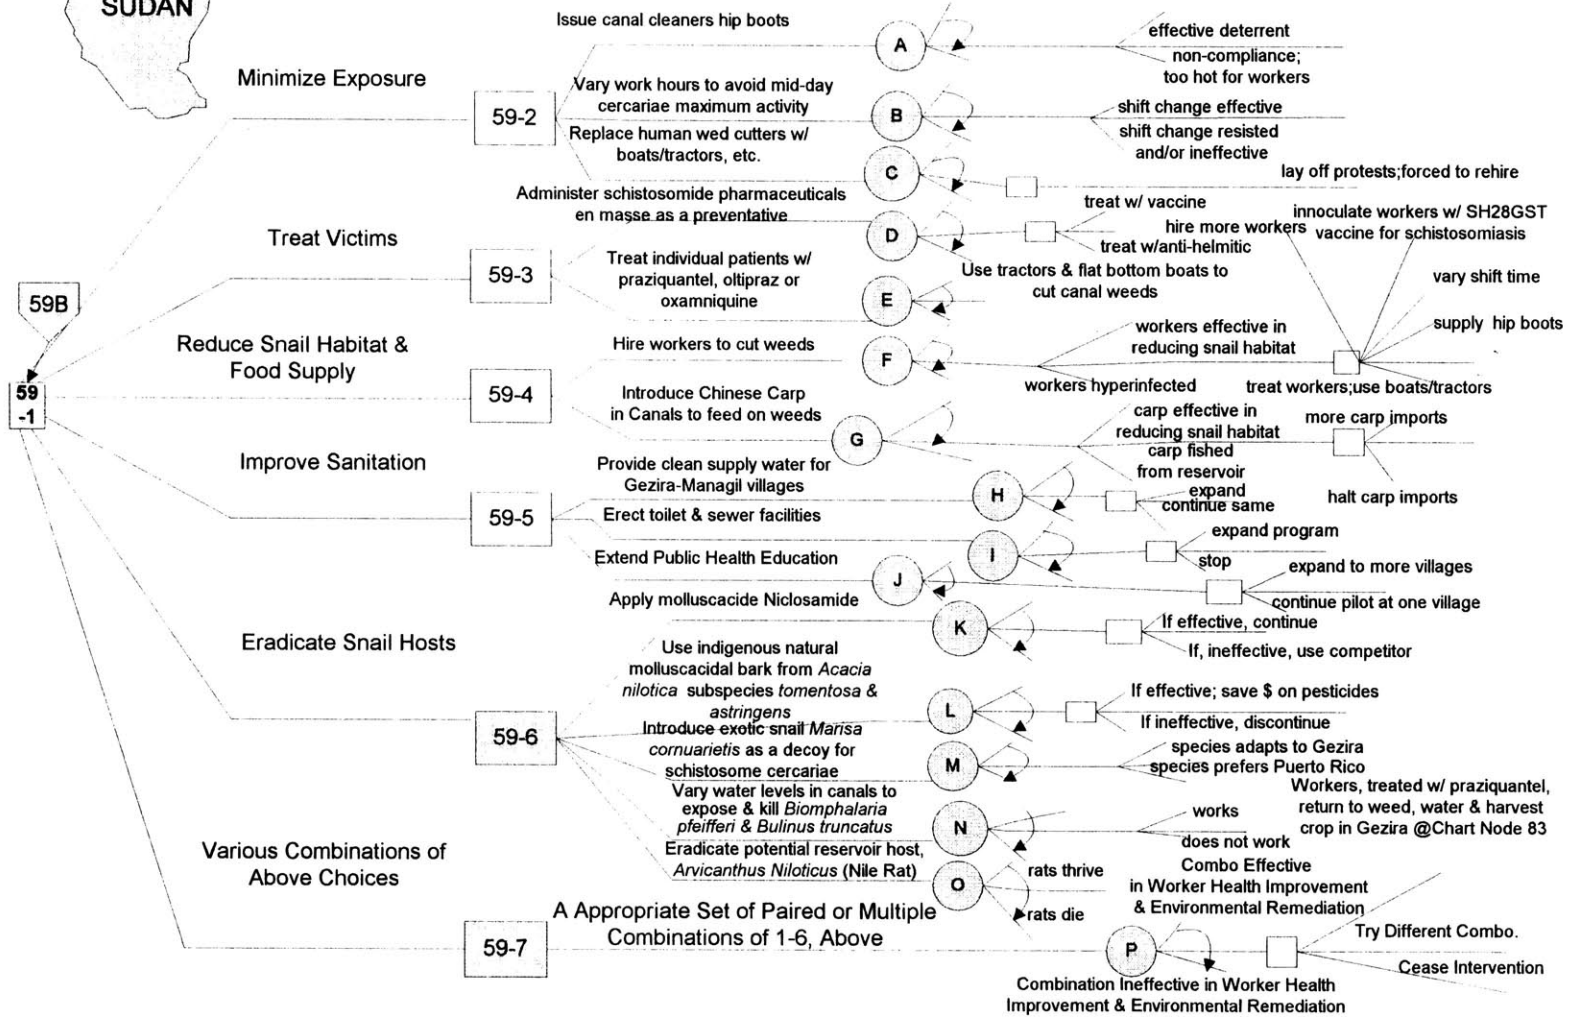 SUDAN
59B
59
-1
Minimize Exposure
59-2
Issue canal cleaners hip boots
A
effective deterrent
non-compliance;
too hot for workers
Vary work hours to avoid mid-day
cercariae maximum activity
B
shift change effective
shift change resisted
and/or ineffective
Replace human wed cutters w/
boats/tractors, etc.
C
lay off protests;forced to rehire
Treat Victims
59-3
Administer schistosomide pharmaceuticals
en masse as a preventative
D
treat w/ vaccine
treat w/anti-helmitic
Treat individual patients w/
praziquantel, oltipraz or
oxamniquine
E
Use tractors & flat bottom boats to
cut canal weeds
hire more workers
innoculate workers w/ SH28GST
vaccine for schistosomiasis
vary shift time
supply hip boots
Reduce Snail Habitat &
Food Supply
59-4
Hire workers to cut weeds
F
workers effective in
reducing snail habitat
workers hyperinfected
treat workers;use boats/tractors
Introduce Chinese Carp
in Canals to feed on weeds
G
carp effective in
reducing snail habitat
carp fished
from reservoir
more carp imports
halt carp imports
Improve Sanitation
59-5
Provide clean supply water for
Gezira-Managil villages
H
expand
continue same
Erect toilet & sewer facilities
I
expand program
stop
Extend Public Health Education
J
expand to more villages
continue pilot at one village
Eradicate Snail Hosts
59-6
Apply molluscacide Niclosamide
K
If effective, continue
If, ineffective, use competitor
Use indigenous natural
molluscacidal bark from Acacia
nilotica subspecies tomentosa &
astringens
L
If effective; save $ on pesticides
If ineffective, discontinue
Introduce exotic snail Marisa
cornuarietis as a decoy for
schistosome cercariae
M
species adapts to Gezira
species prefers Puerto Rico
Vary water levels in canals to
expose & kill Biomphalaria
pfeifferi & Bulinus truncatus
N
works
does not work
Eradicate potential reservoir host,
Arvicanthus Niloticus (Nile Rat)
O
rats thrive
rats die
Workers, treated w/ praziquantel,
return to weed, water & harvest
crop in Gezira @Chart Node 83
Various Combinations of
Above Choices
59-7
A Appropriate Set of Paired or Multiple
Combinations of 1-6, Above
P
Combo Effective
in Worker Health Improvement
& Environmental Remediation
Try Different Combo.
Cease Intervention
Combination Ineffective in Worker Health
Improvement & Environmental Remediation